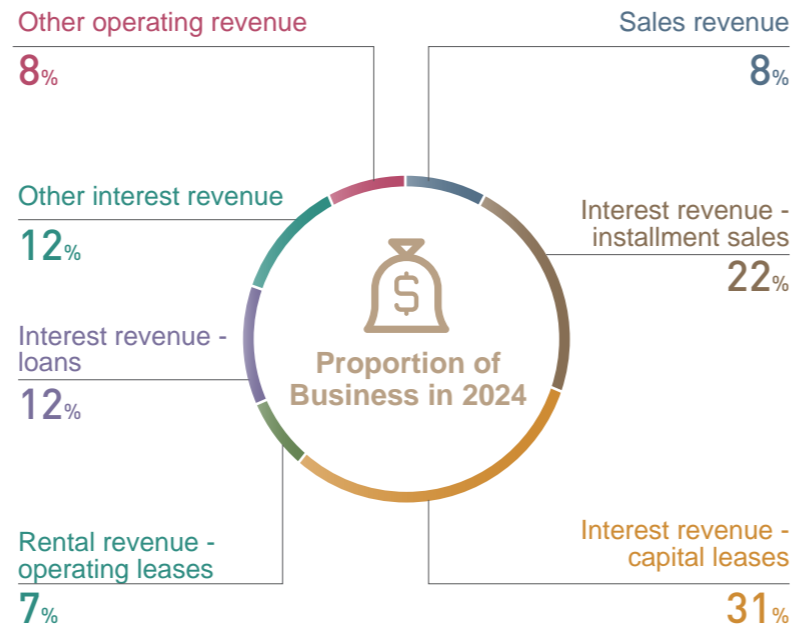 Other operating revenue
8%
Sales revenue
8%
Other interest revenue
12%
Interest revenue -
installment sales
22%
$
Proportion of
Business in 2024
Interest revenue -
loans
12%
Rental revenue -
operating leases
7%
Interest revenue -
capital leases
31%